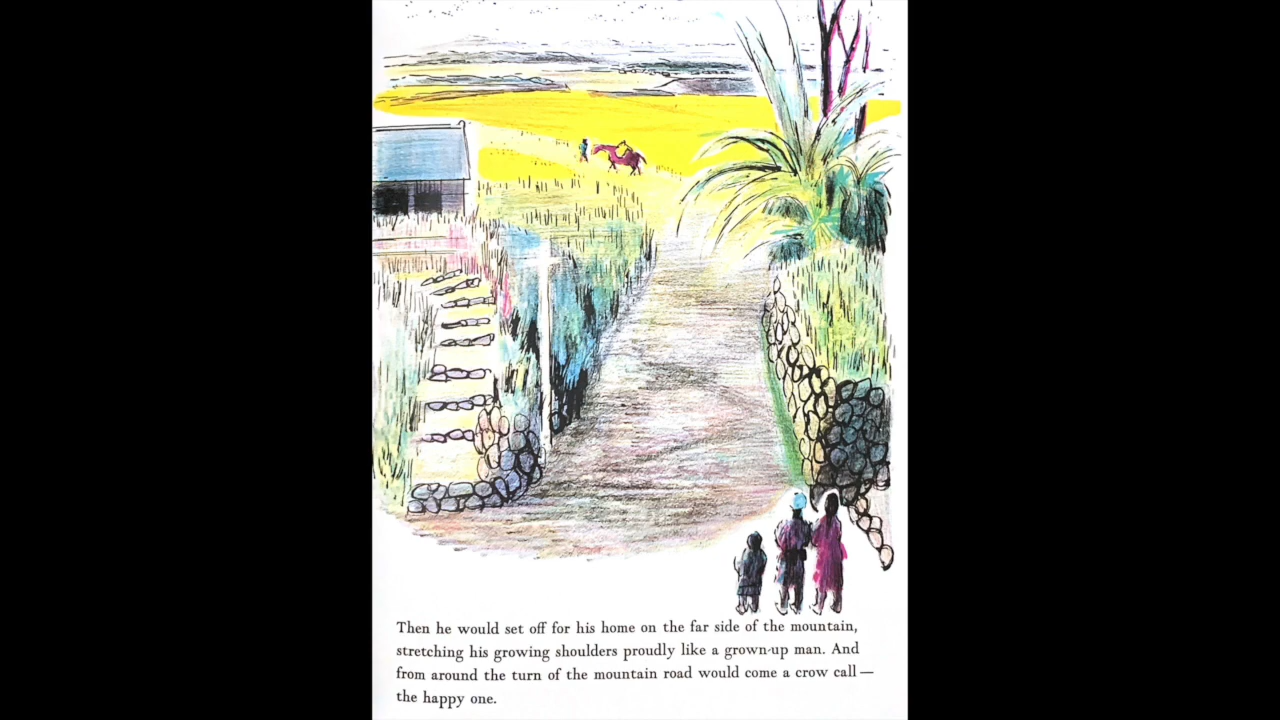 Then he would set off for his home on the far side of the mountain,
stretching his growing shoulders proudly like a grown-up man. And
from around the turn of the mountain road would come a crow call—
the happy one.